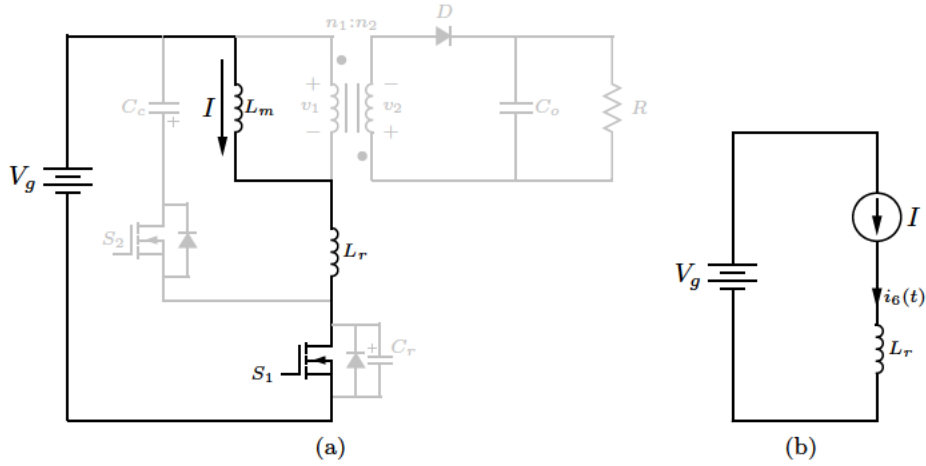 n₁:n₂
D
C_c
+
I
L_m
+
v₁
−
−
v₂
+
C_o
R
V_g
S₂
L_r
S₁
+
C_r
(a)
V_g
I
i₆(t)
L_r
(b)